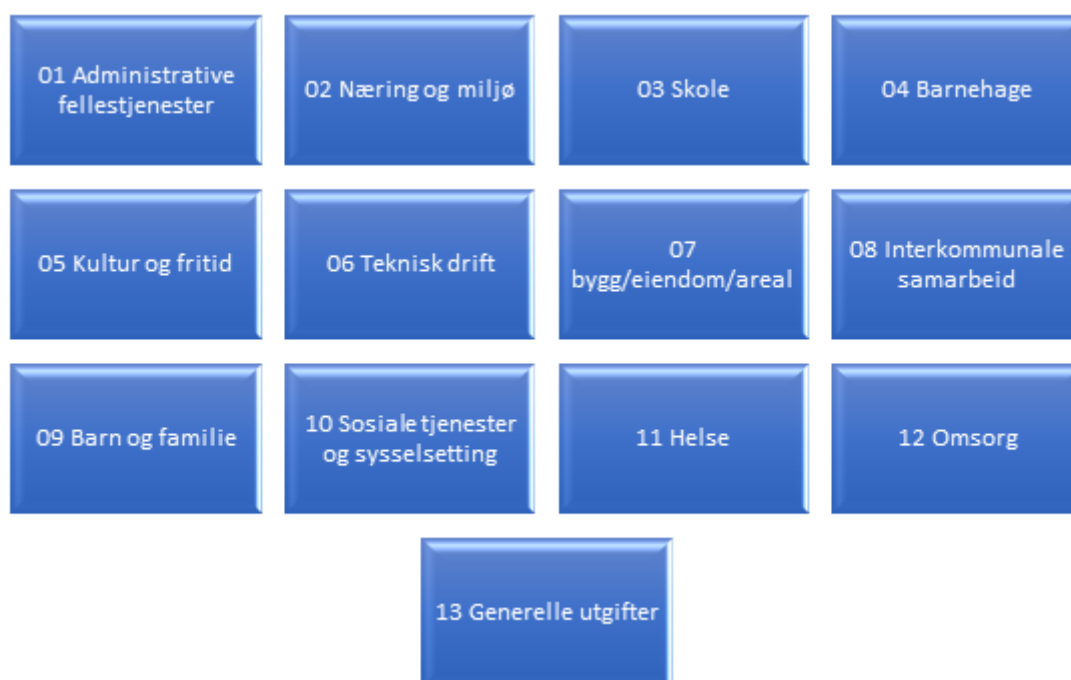 01 Administrative
fellestjenester
02 Næring og miljø
03 Skole
04 Barnehage
05 Kultur og fritid
06 Teknisk drift
07
bygg/eiendom/areal
08 Interkommunale
samarbeid
09 Barn og familie
10 Sosiale tjenester
og sysselsetting
11 Helse
12 Omsorg
13 Generelle utgifter